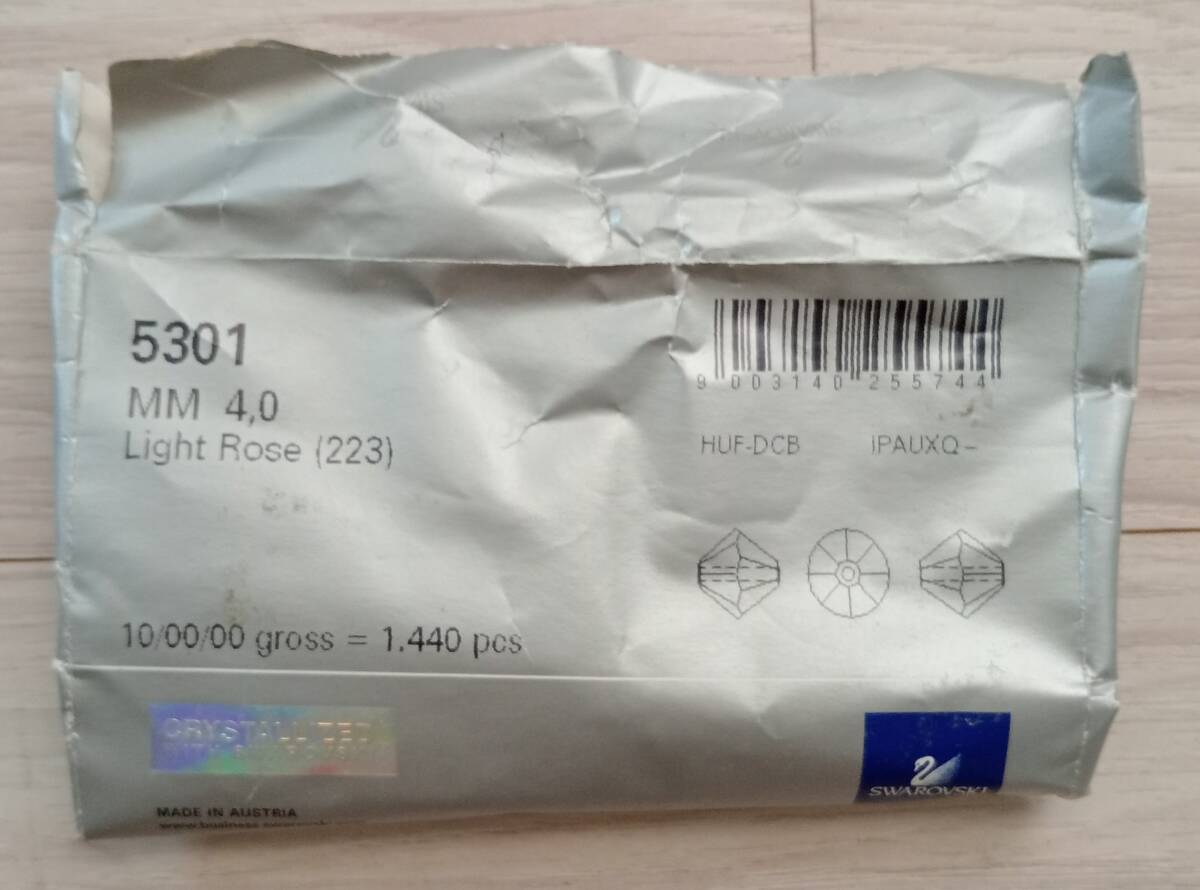 5301
MM 4,0
Light Rose (223)
9 003140 255744
HUF-DCB IPAUXQ-
10/00/00 gross = 1.440 pcs
CRYSTALLIZED
SWAROVSKI
MADE IN AUSTRIA